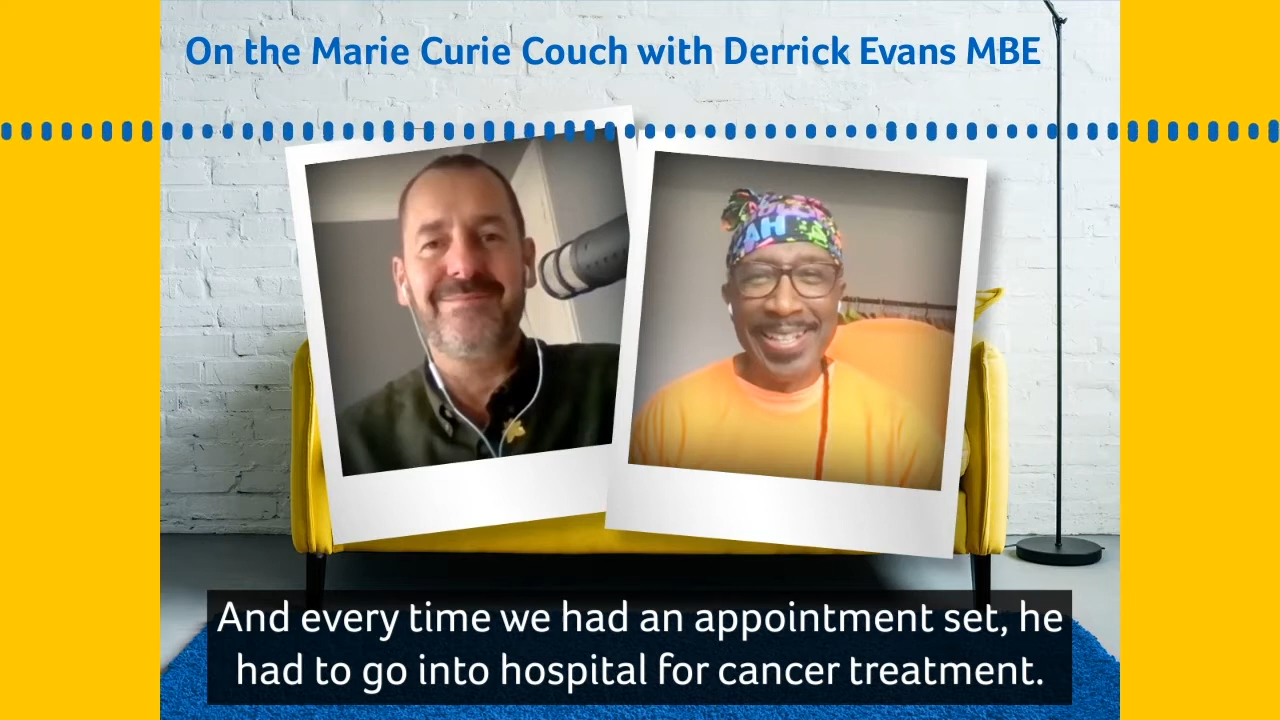 On the Marie Curie Couch with Derrick Evans MBE
AH
And every time we had an appointment set, he
had to go into hospital for cancer treatment.